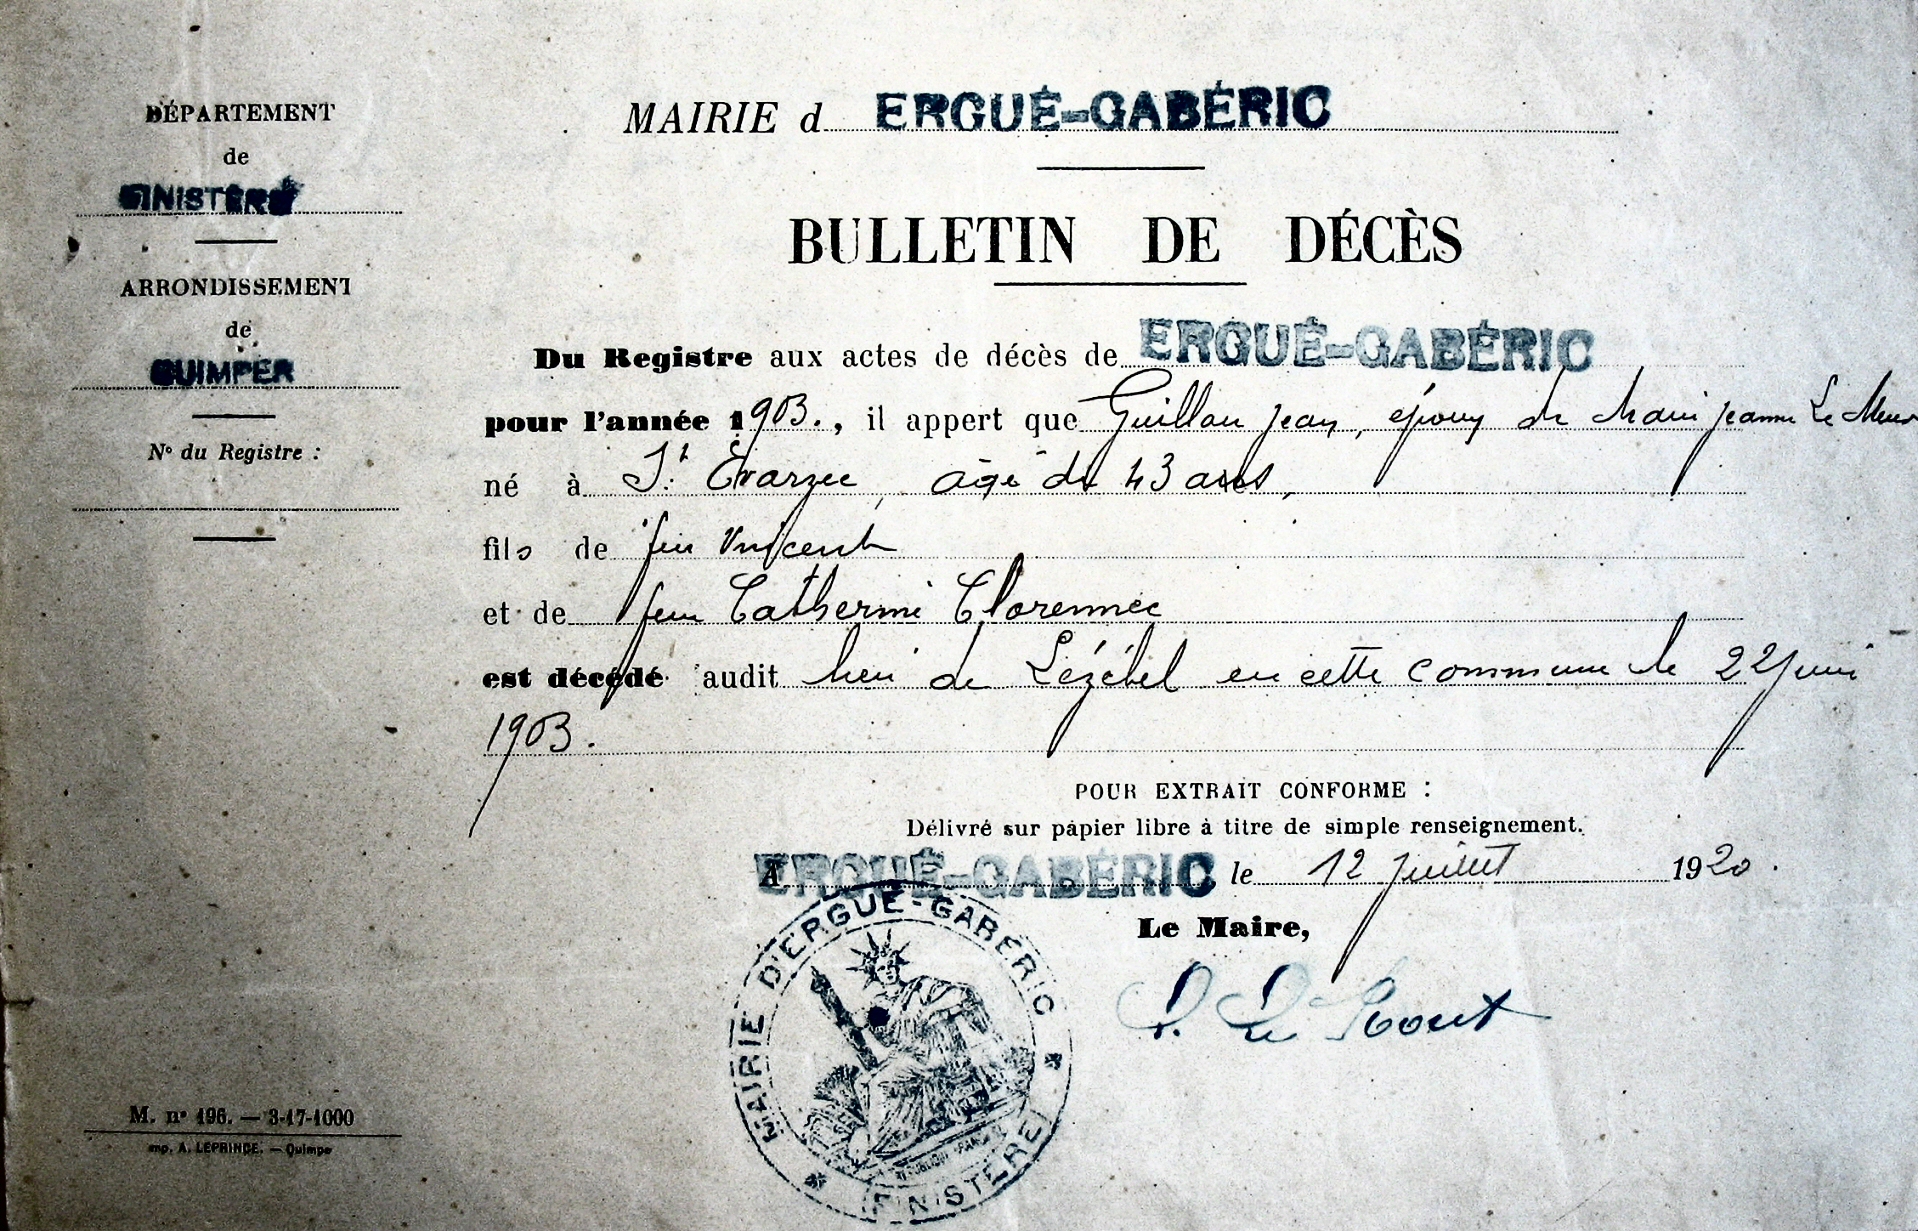 DÉPARTEMENT
de
FINISTÈRE
ARRONDISSEMENT
de
QUIMPER
N° du Registre :
M. n° 196. — 3-17-1000
Imp. A. LEPRINCE. — Quimper
MAIRIE d ERGUÉ-GABÉRIC
BULLETIN DE DÉCÈS
Du Registre aux actes de décès de ERGUÉ-GABÉRIC
pour l'année 1903., il appert que Guillou Jean, époux de Marie Jeanne Le Meur
né à St Evarzec, âgé de 43 ans,
fils de feu Vincent
et de feue Catherine Clorennec
est décédé audit lieu de Lézébel en cette commune le 22 juin
1903.
POUR EXTRAIT CONFORME :
Délivré sur papier libre à titre de simple renseignement.
A ERGUÉ-GABÉRIC le 12 juillet 1920.
Le Maire,
MAIRIE D'ERGUÉ-GABÉRIC
(FINISTÈRE)